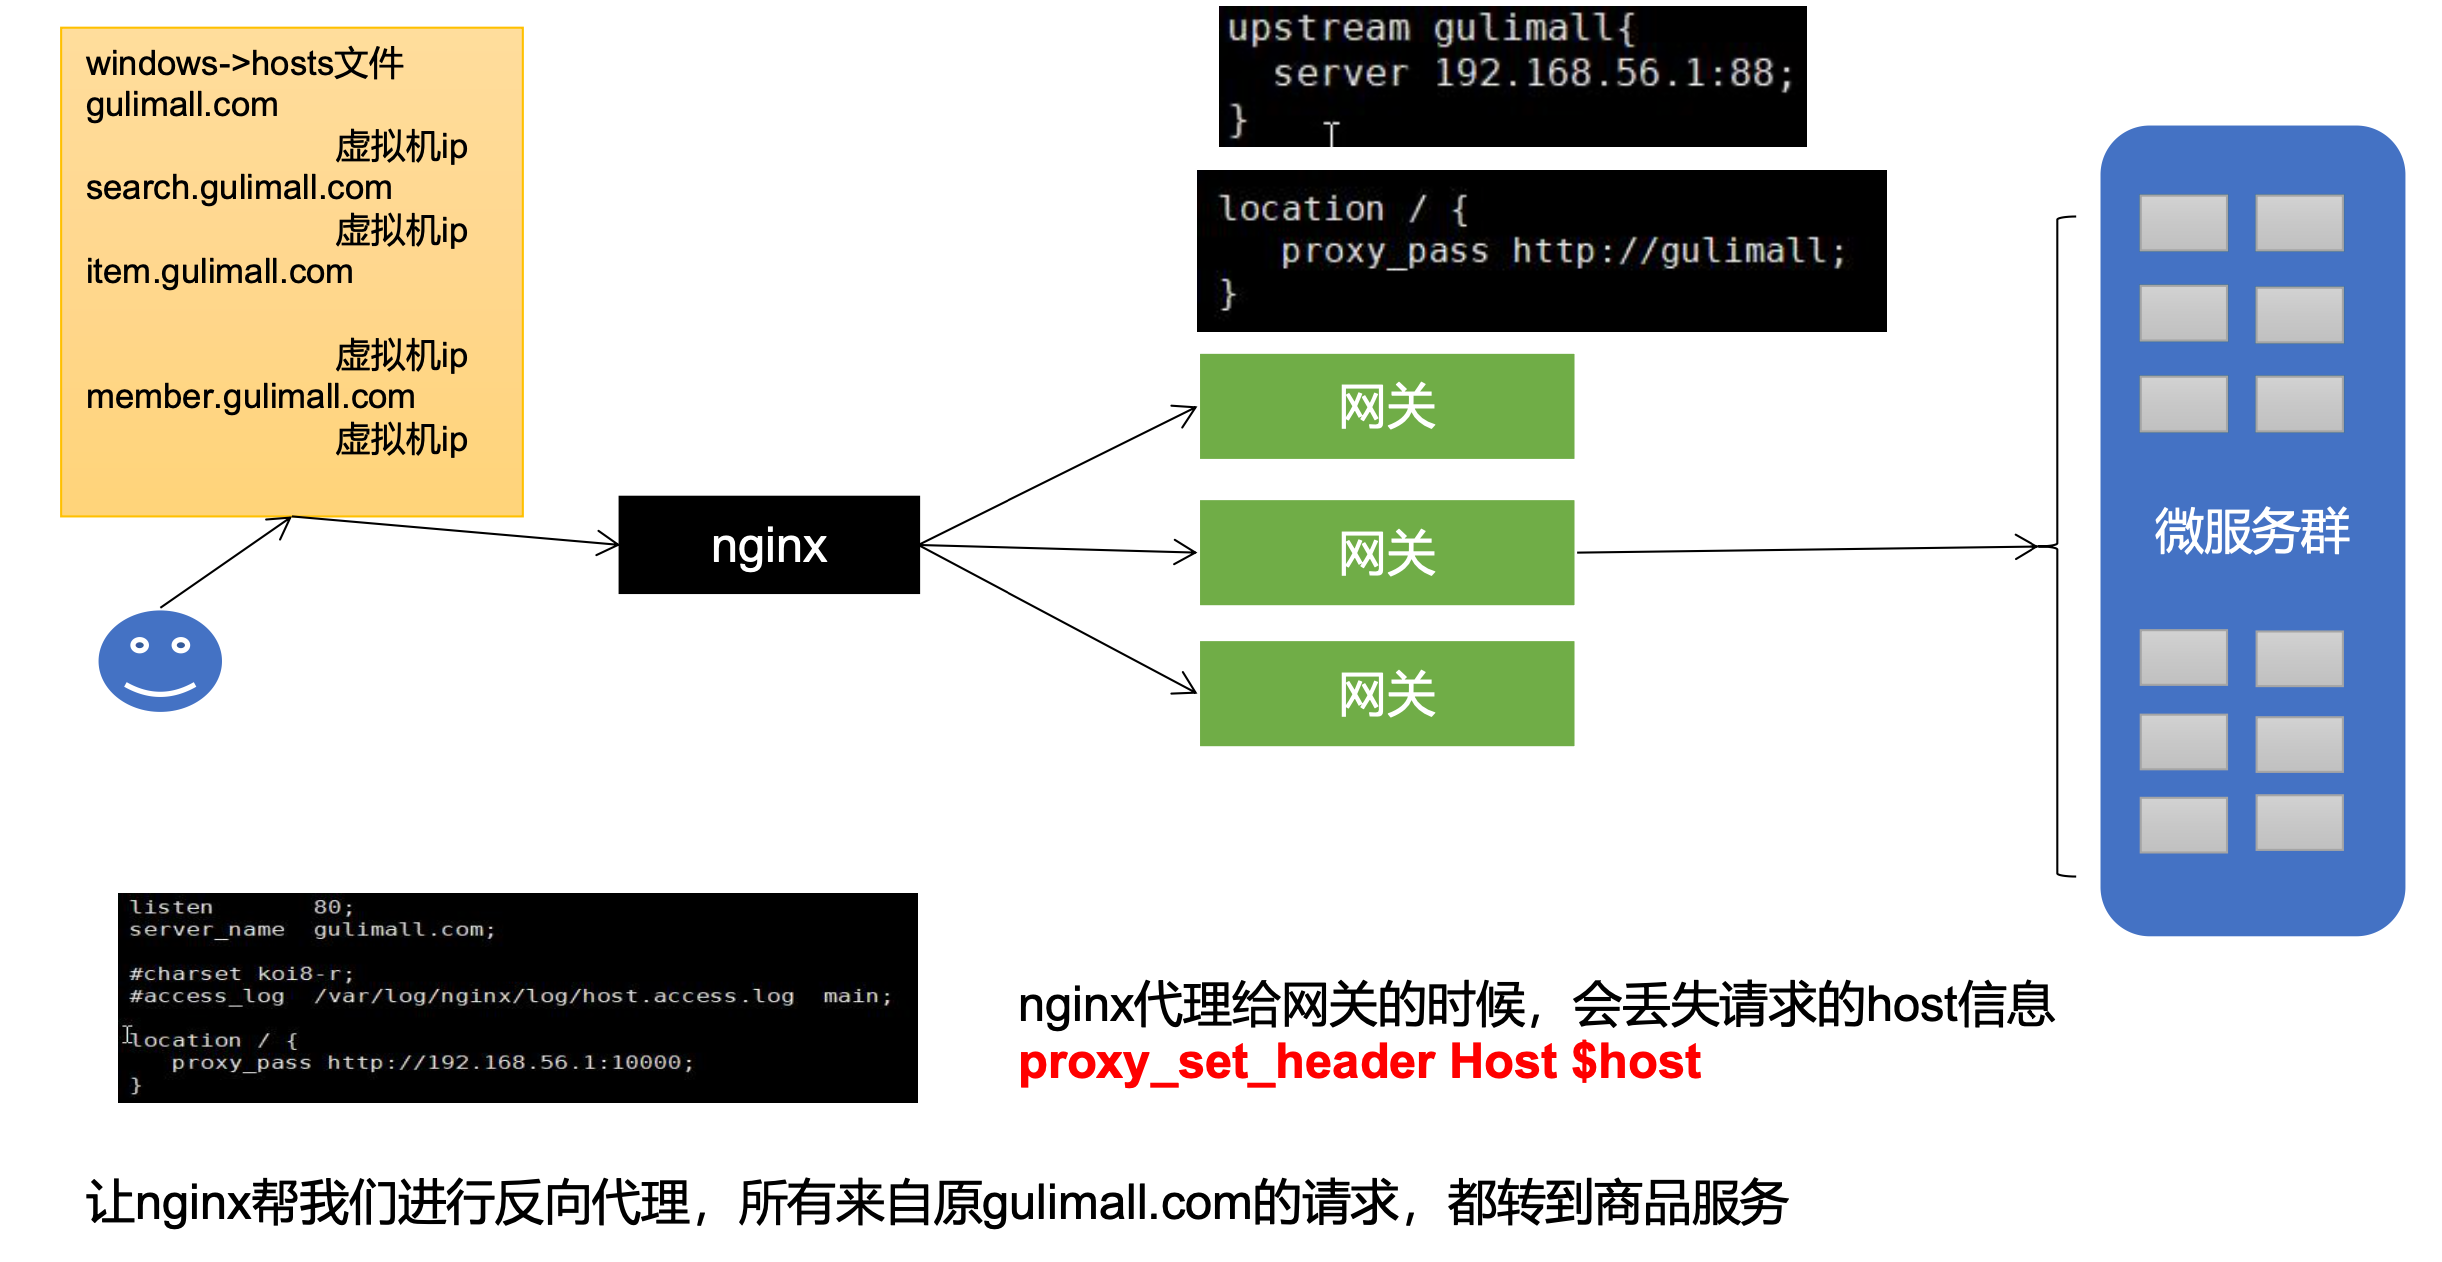 windows->hosts文件
gulimall.com
虚拟机ip
search.gulimall.com
虚拟机ip
item.gulimall.com
虚拟机ip
member.gulimall.com
虚拟机ip
nginx
upstream gulimall{
server 192.168.56.1:88;
}
location / {
proxy_pass http://gulimall;
}
网关
网关
网关
微服务群
listen 80;
server_name gulimall.com;
#charset koi8-r;
#access_log /var/log/nginx/log/host.access.log main;
location / {
proxy_pass http://192.168.56.1:10000;
}
nginx代理给网关的时候，会丢失请求的host信息
proxy_set_header Host $host
让nginx帮我们进行反向代理，所有来自原gulimall.com的请求，都转到商品服务